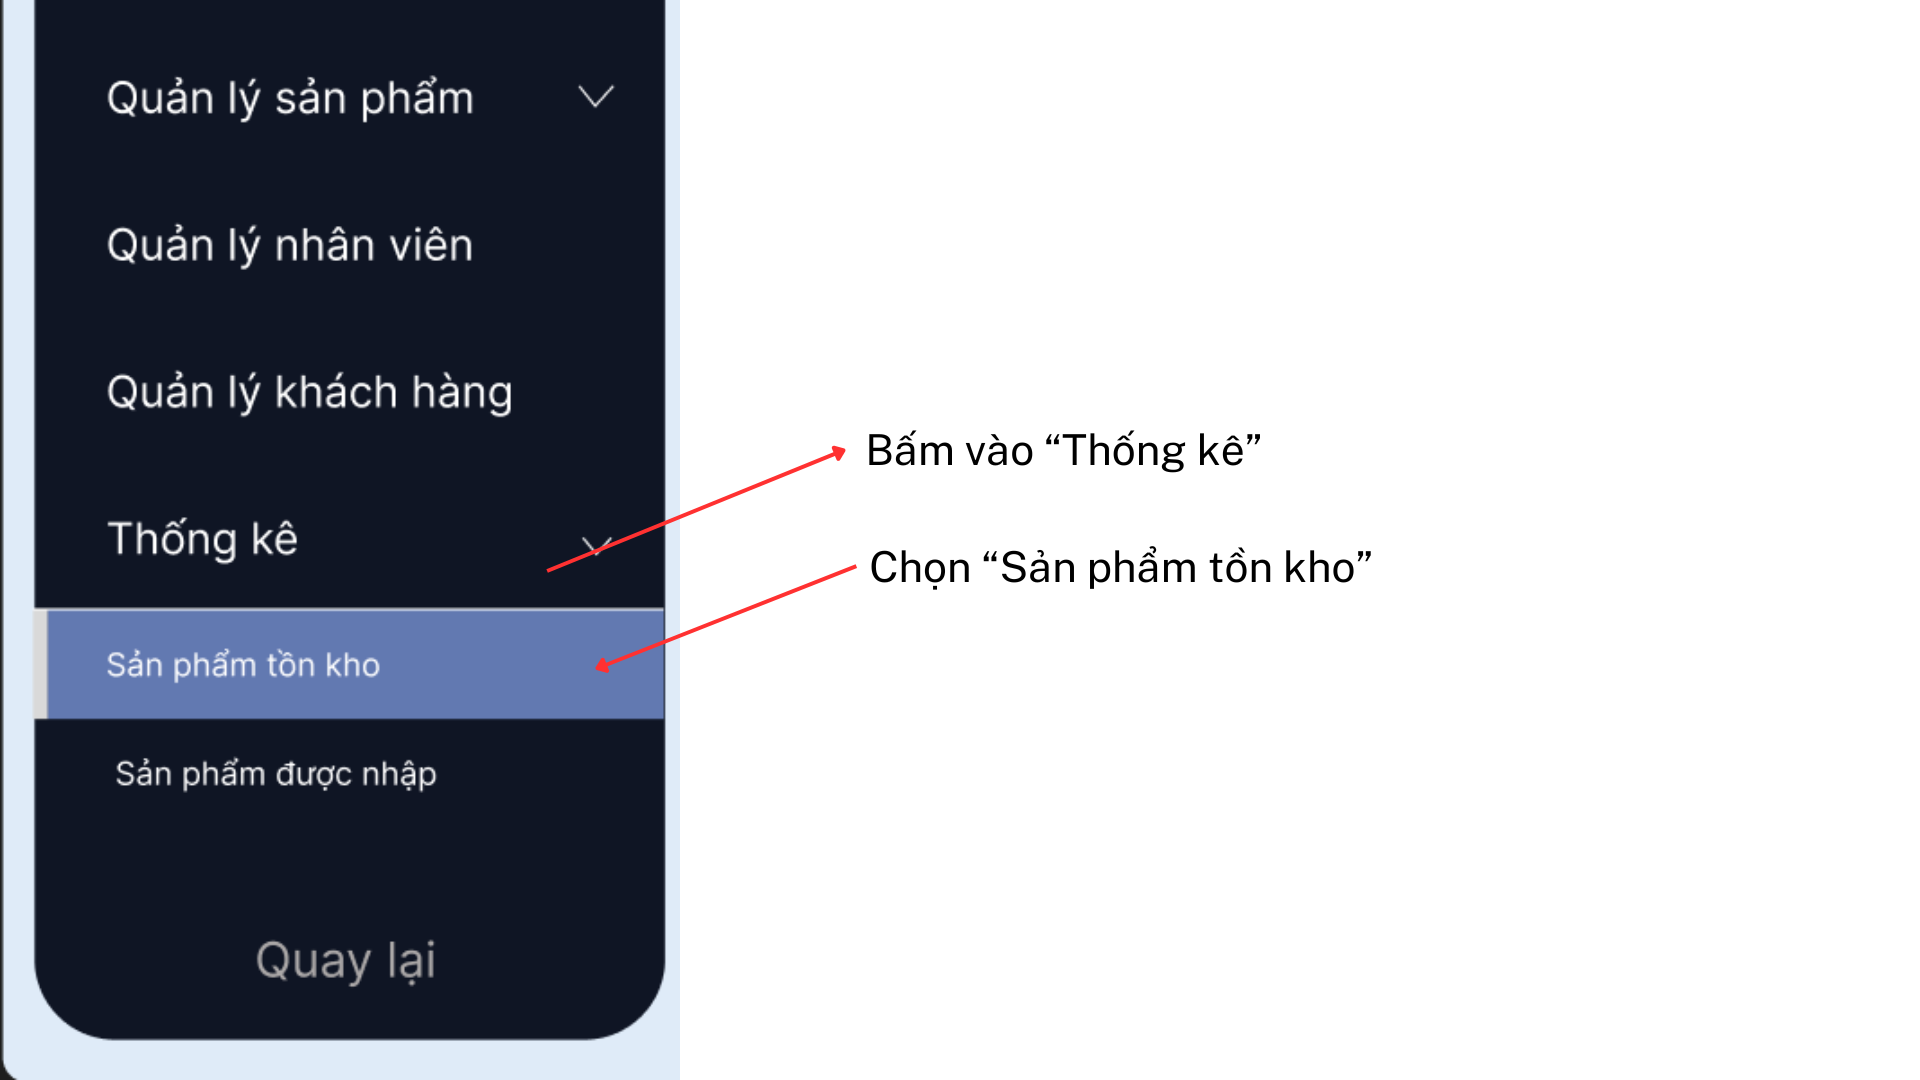 Quản lý sản phẩm
Quản lý nhân viên
Quản lý khách hàng
Thống kê
Sản phẩm tồn kho
Sản phẩm được nhập
Quay lại
Bấm vào “Thống kê”
Chọn “Sản phẩm tồn kho”